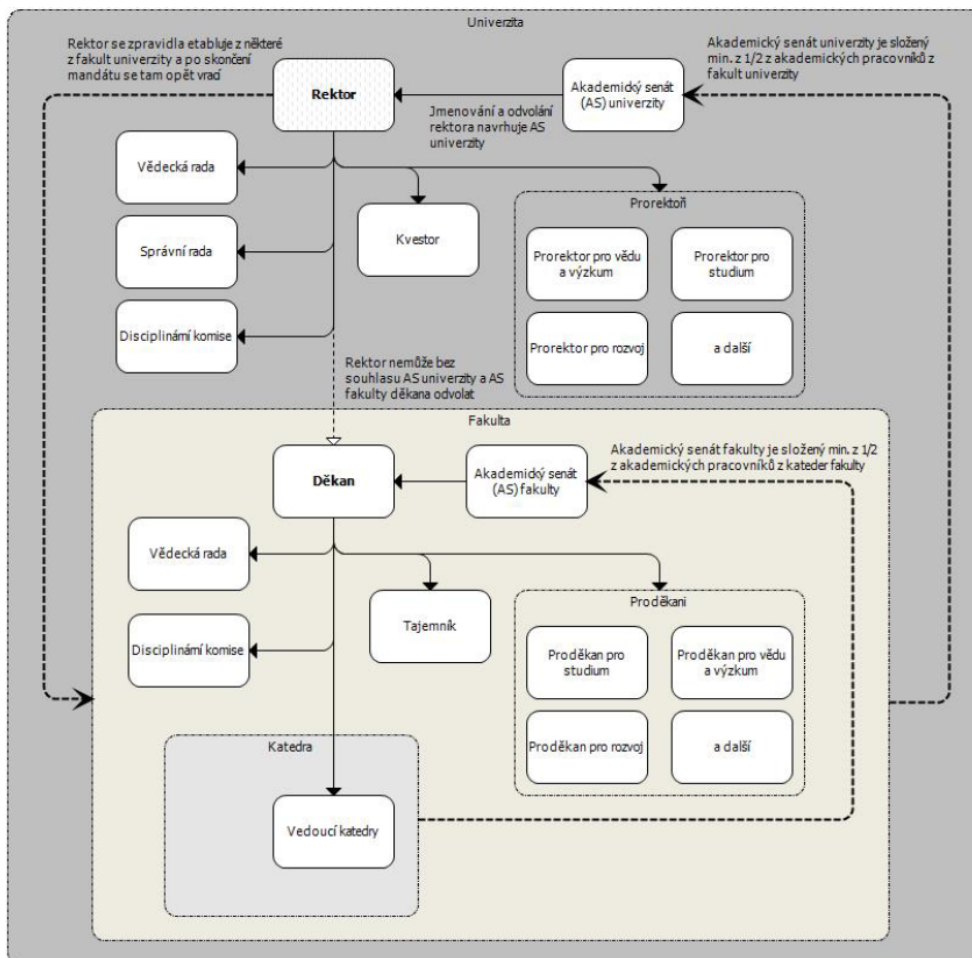 Univerzita
Rektor se zpravidla etabluje z některé
z fakult univerzity a po skončení
mandátu se tam opět vrací
Akademický senát univerzity je složený
min. z 1/2 z akademických pracovníků z
fakult univerzity
Rektor
Akademický senát
(AS) univerzity
Jmenování a odvolání
rektora navrhuje AS
univerzity
Vědecká rada
Kvestor
Prorektoři
Správní rada
Prorektor pro vědu
a výzkum
Prorektor pro
studium
Disciplinámí komise
Prorektor pro rozvoj
a další
Rektor nemůže bez
souhlasu AS univerzity a AS
fakulty děkana odvolat
Fakulta
Akademický senát fakulty je složený min. z 1/2
z akademických pracovníků z kateder fakulty
Děkan
Akademický senát
(AS) fakulty
Vědecká rada
Tajemník
Proděkani
Disciplinámí komise
Proděkan pro
studium
Proděkan pro vědu
a výzkum
Proděkan pro rozvoj
a další
Katedra
Vedoucí katedry